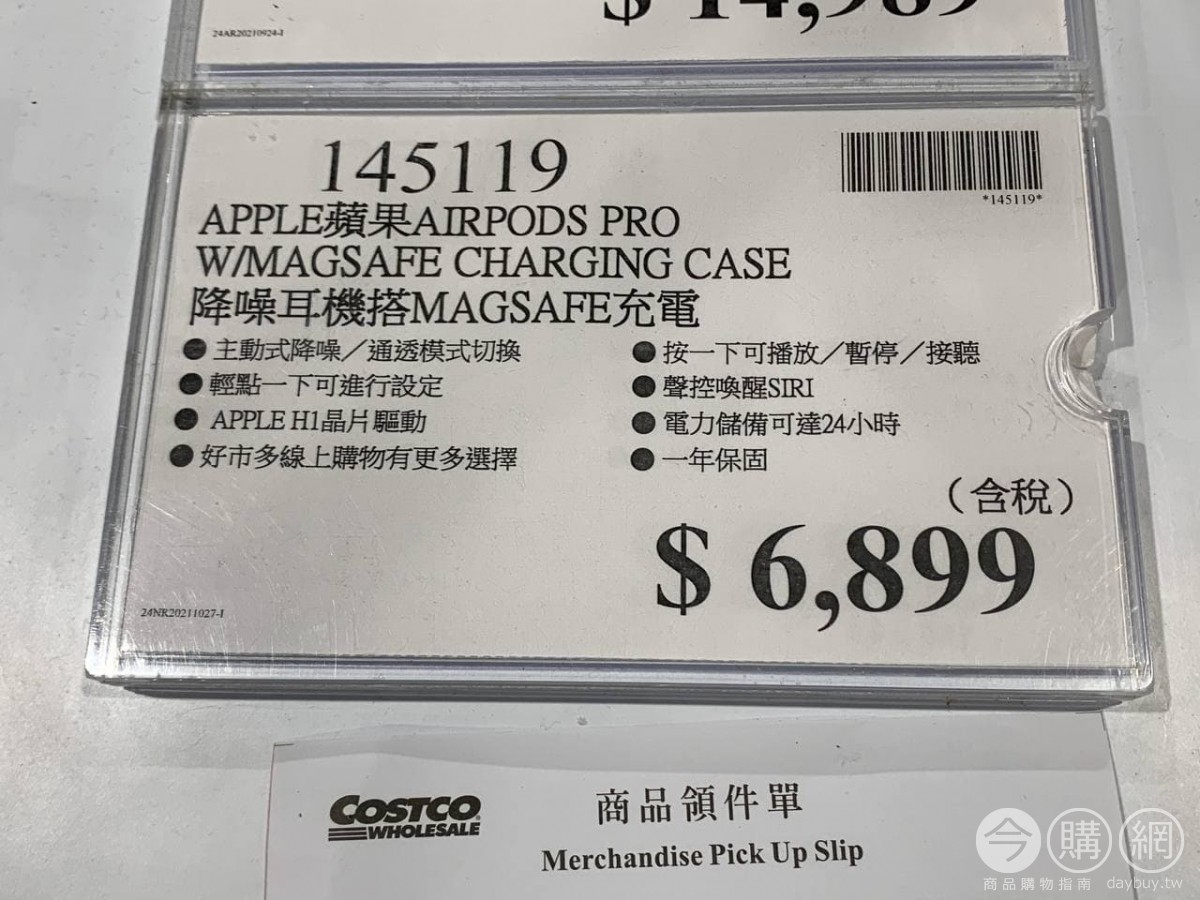 $ 14,989
24AR20210924-I
145119
*145119*
APPLE蘋果AIRPODS PRO
W/MAGSAFE CHARGING CASE
降噪耳機搭MAGSAFE充電
● 主動式降噪／通透模式切換
● 輕點一下可進行設定
● APPLE H1晶片驅動
● 好市多線上購物有更多選擇
● 按一下可播放／暫停／接聽
● 聲控喚醒SIRI
● 電力儲備可達24小時
● 一年保固
（含稅）
$ 6,899
24NR20211027-I
COSTCO
WHOLESALE
商品領件單
Merchandise Pick Up Slip
今購網
商品購物指南 daybuy.tw